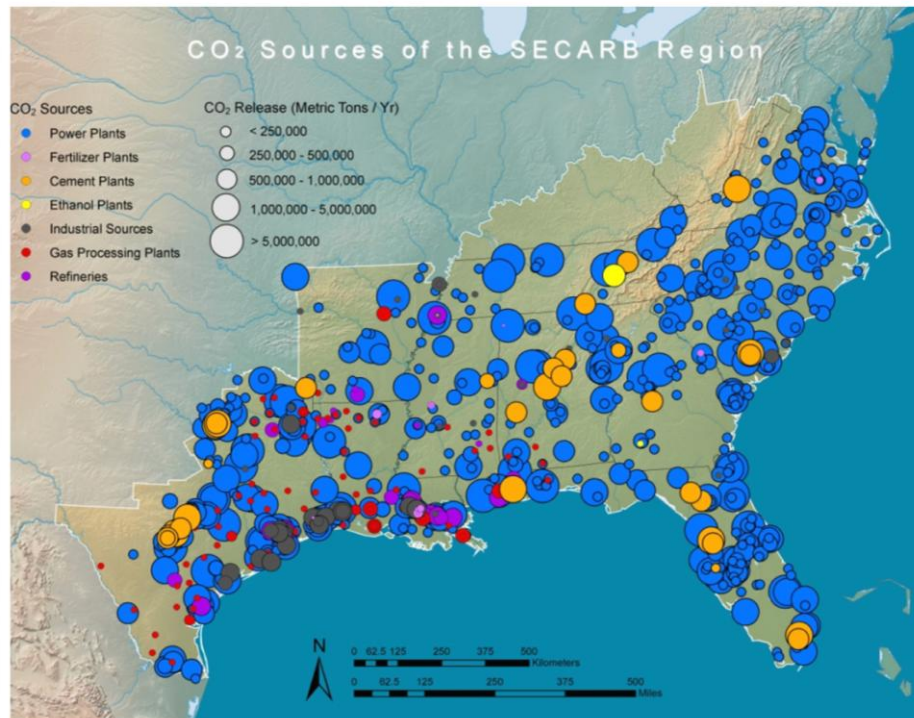 CO2 Sources of the SECARB Region
CO2 Sources
Power Plants
Fertilizer Plants
Cement Plants
Ethanol Plants
Industrial Sources
Gas Processing Plants
Refineries
CO2 Release (Metric Tons / Yr)
< 250,000
250,000 - 500,000
500,000 - 1,000,000
1,000,000 - 5,000,000
> 5,000,000
N
0 62.5 125 250 375 500
Kilometers
0 62.5 125 250 375 500
Miles